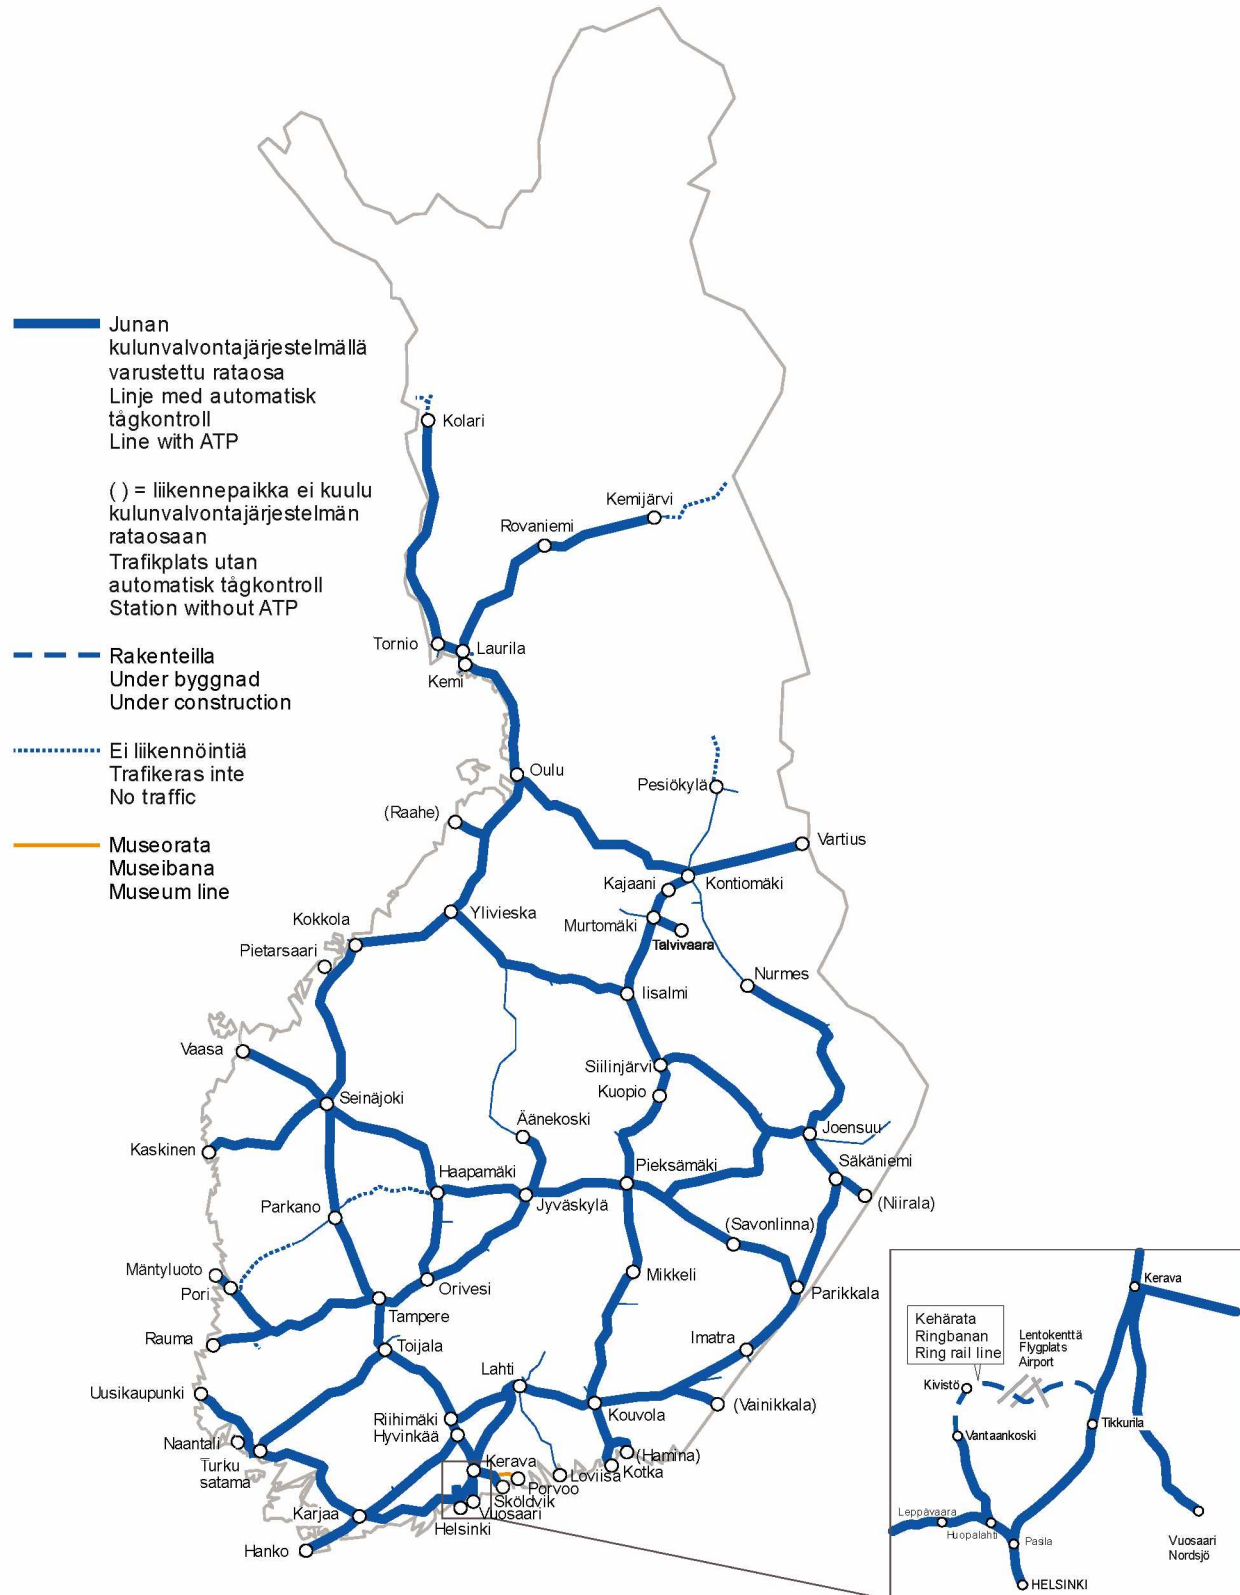 Junan
kulunvalvontajärjestelmällä
varustettu rataosa
Linje med automatisk
tågkontroll
Line with ATP
( ) = liikennepaikka ei kuulu
kulunvalvontajärjestelmän
rataosaan
Trafikplats utan
automatisk tågkontroll
Station without ATP
Rakenteilla
Under byggnad
Under construction
Ei liikennöintiä
Trafikeras inte
No traffic
Museorata
Museibana
Museum line
Kolari
Kemijärvi
Rovaniemi
Tornio
Laurila
Kemi
Oulu
Pesiökylä
(Raahe)
Vartius
Kajaani
Kontiomäki
Ylivieska
Kokkola
Murtomäki
Talvivaara
Pietarsaari
Nurmes
Iisalmi
Vaasa
Siilinjärvi
Kuopio
Seinäjoki
Äänekoski
Joensuu
Kaskinen
Haapamäki
Pieksämäki
Säkäniemi
Parkano
Jyväskylä
(Niirala)
(Savonlinna)
Mäntyluoto
Pori
Orivesi
Mikkeli
Parikkala
Tampere
Rauma
Toijala
Imatra
Lahti
Uusikaupunki
Kouvola
(Vainikkala)
Riihimäki
Hyvinkää
Naantali
Turku
satama
Kerava
(Hamina)
Kotka
Loviisa
Porvoo
Sköldvik
Vuosaari
Karjaa
Helsinki
Hanko
Kerava
Kehärata
Ringbanan
Ring rail line
Lentokenttä
Flygplats
Airport
Kivistö
Tikkurila
Vantaankoski
Leppävaara
Huopalahti
Pasila
Vuosaari
Nordsjö
HELSINKI